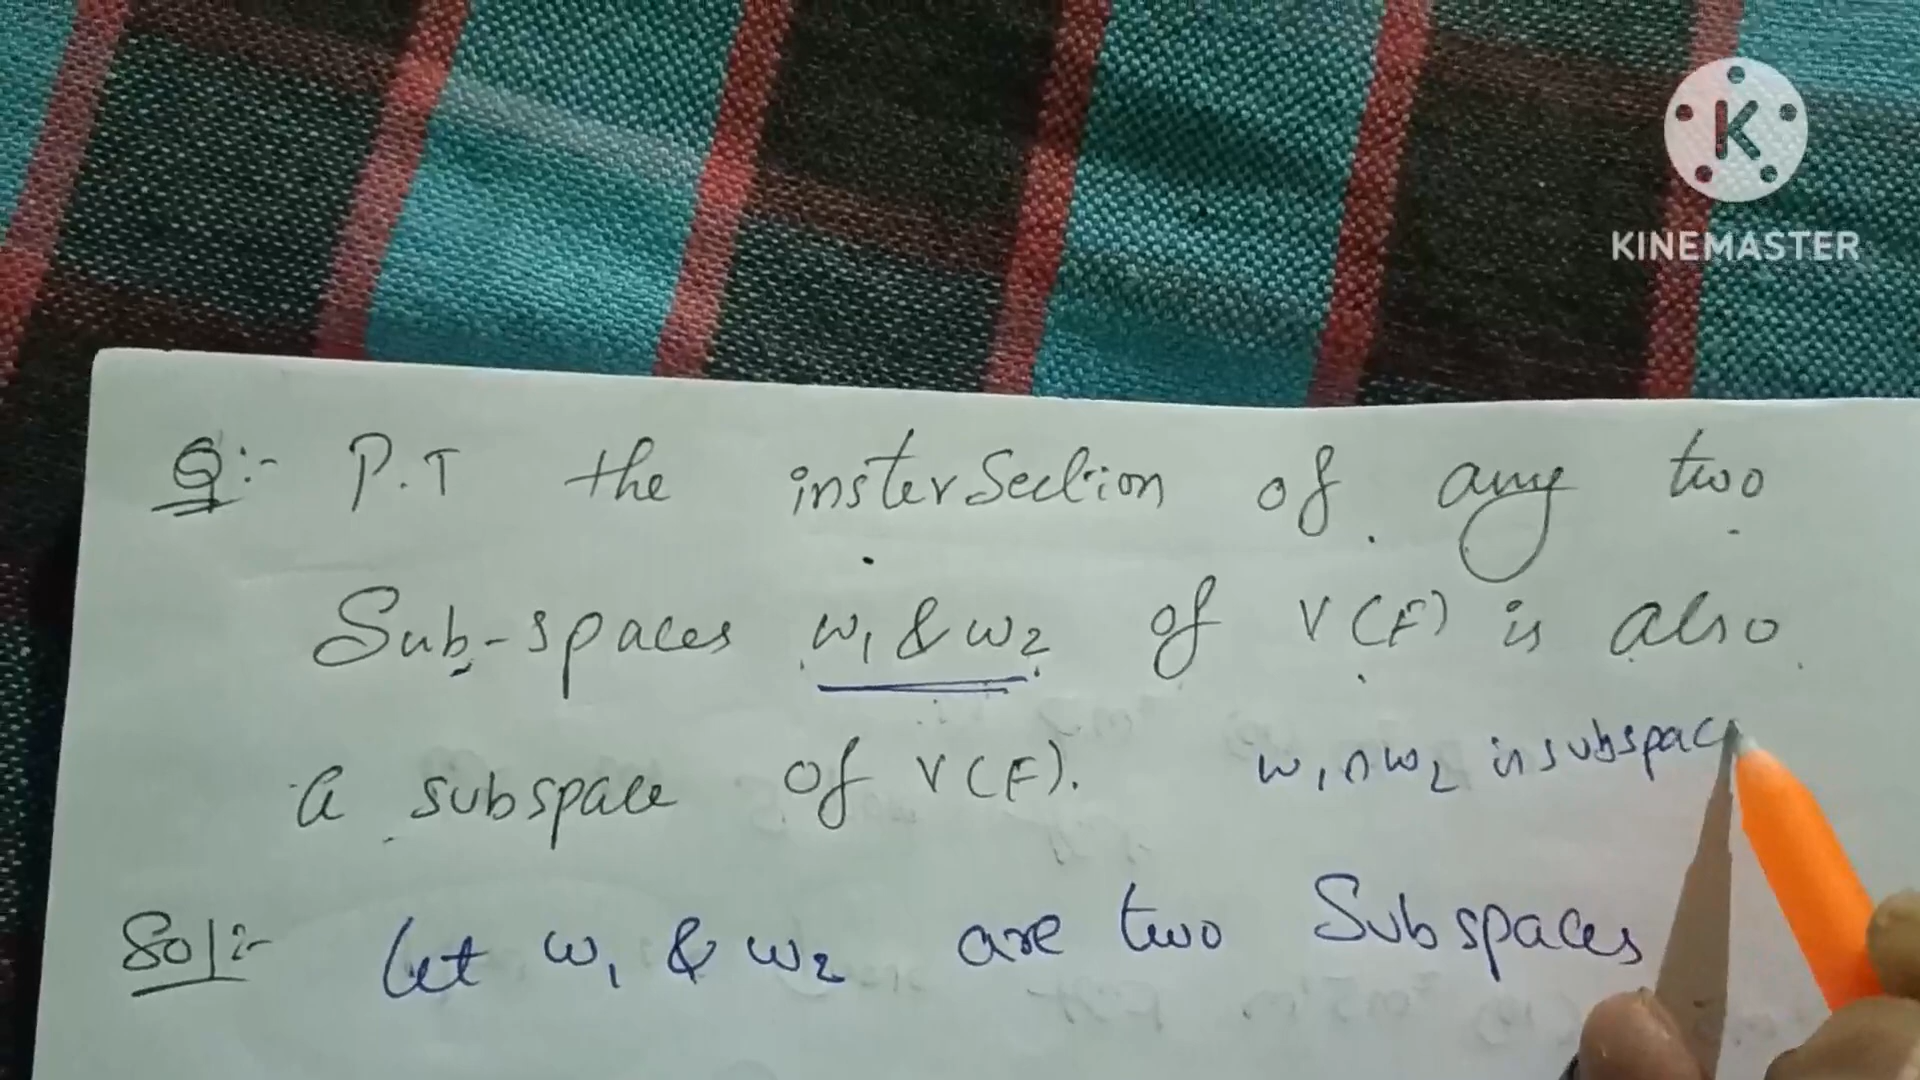 KINEMASTER
Q:- P.T the insterSection of any two
Sub-spaces w1 & w2 of V(F) is also
a subspace of V(F). w1∩w2 is subspac
Sol:- Let w1 & w2 are two Subspaces